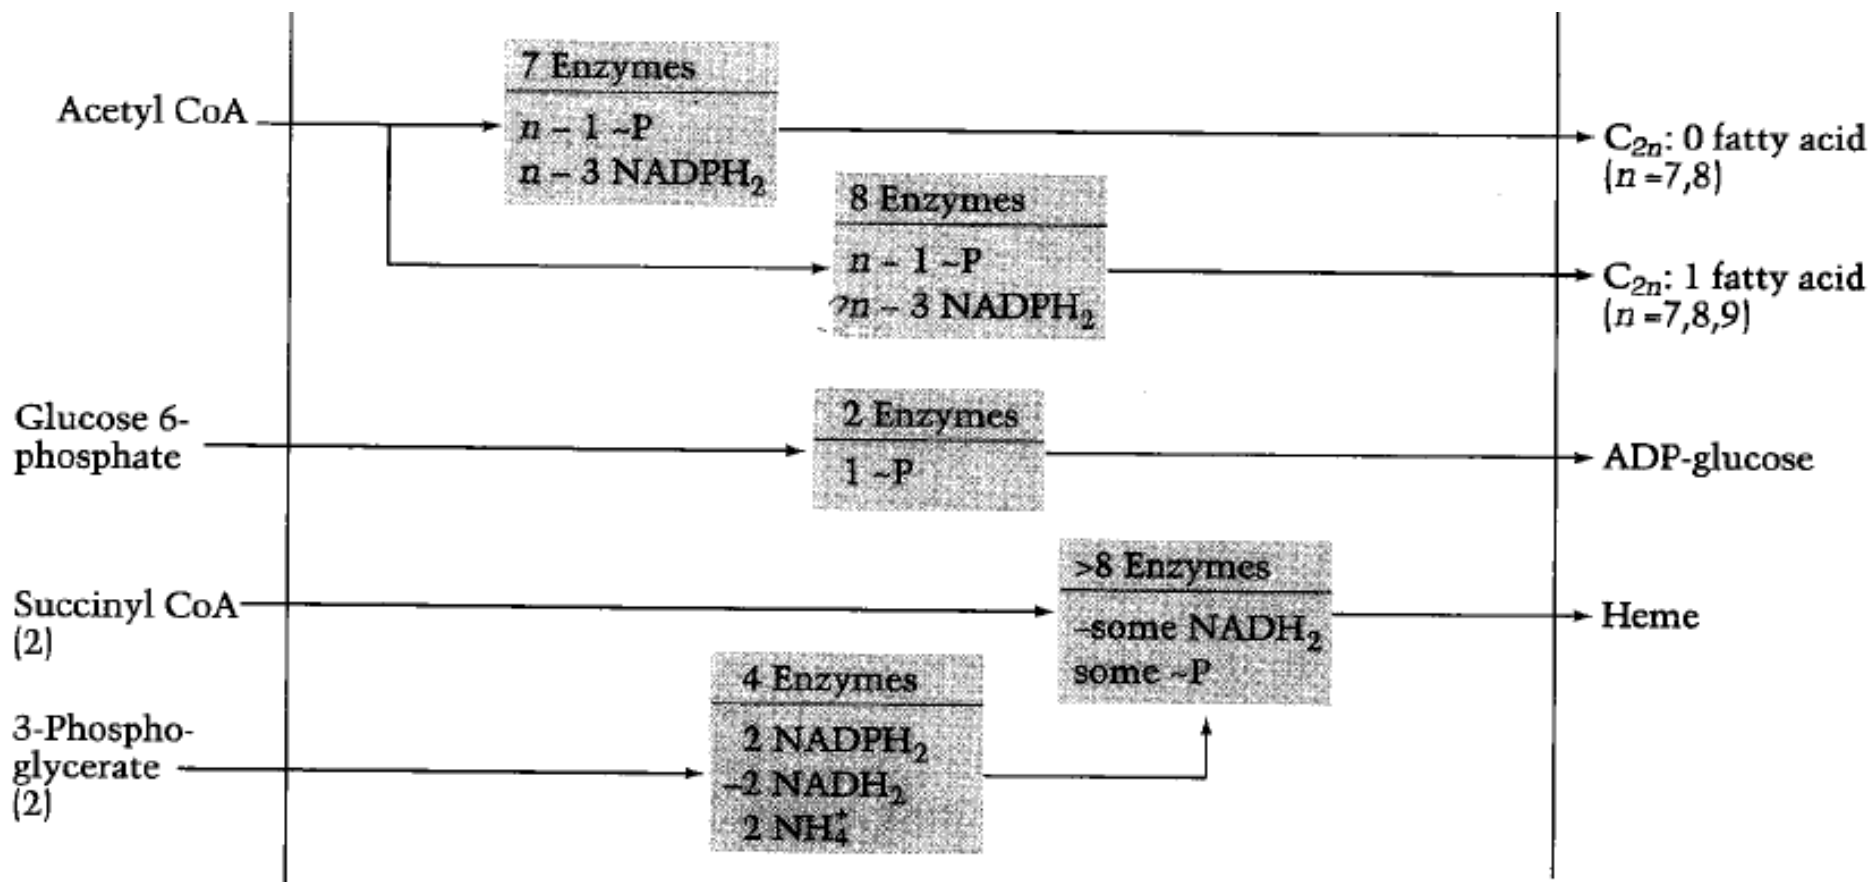 7 Enzymes
Acetyl CoA
n – 1 ~P
n – 3 NADPH₂
C₂ₙ: 0 fatty acid
(n =7,8)
8 Enzymes
n – 1 ~P
?n – 3 NADPH₂
C₂ₙ: 1 fatty acid
(n =7,8,9)
Glucose 6-
phosphate
2 Enzymes
1 ~P
ADP-glucose
Succinyl CoA
(2)
>8 Enzymes
–some NADH₂
some ~P
Heme
3-Phospho-
glycerate
(2)
4 Enzymes
2 NADPH₂
–2 NADH₂
2 NH₄⁺